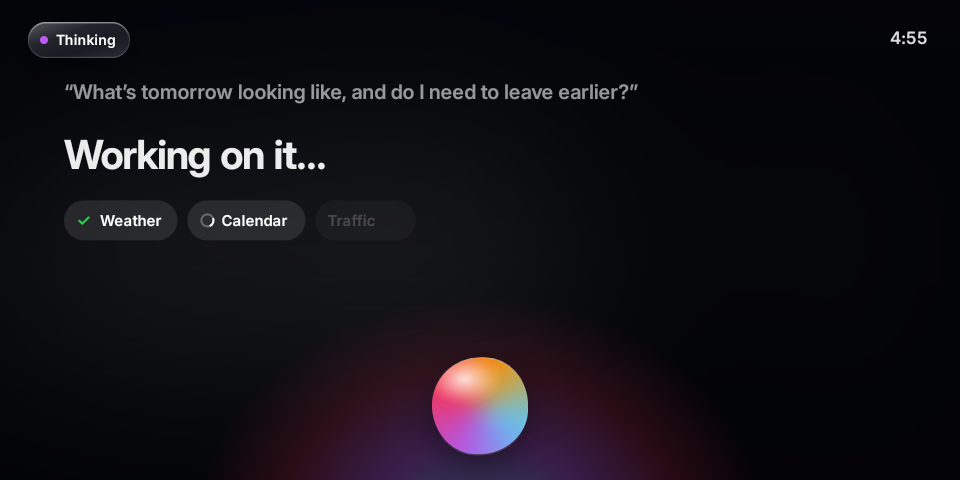 Thinking
4:55
“What’s tomorrow looking like, and do I need to leave earlier?”
Working on it...
Weather
Calendar
Traffic